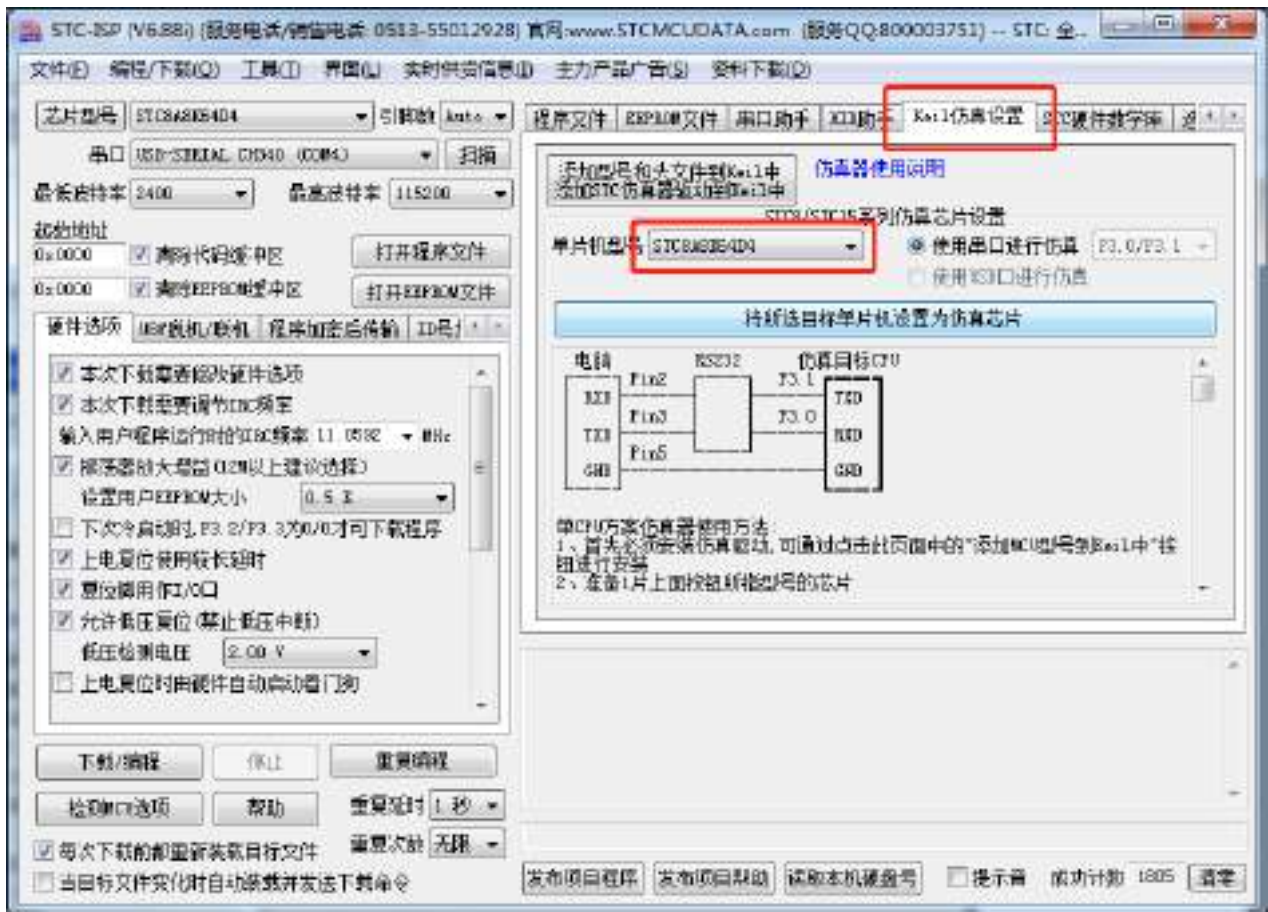 STC-ISP (V6.88i) (服务电话/销售电话: 0513-55012928) 官网:www.STCMCUDATA.com (服务QQ:800003751) -- STC: 全..
文件(F) 编程/下载(Q) 工具(T) 界面(L) 实时供货信息(I) 主力产品广告(S) 资料下载(D)
芯片型号 STC8A8K64D4 引脚数 Auto
程序文件 EEPROM文件 串口助手 Keil仿真设置 STC硬件数学库
串口 USB-SERIAL CH340 (COM4) 扫描
添加型号和头文件到Keil中
添加STC仿真器驱动到Keil中
仿真器使用说明
最低波特率 2400 最高波特率 115200
STC8/STC15系列仿真芯片设置
单片机型号 STC8A8K64D4 使用串口进行仿真 P3.0/P3.1
使用USB口进行仿真
起始地址
0x0000 清除代码缓冲区 打开程序文件
0x0000 清除EEPROM缓冲区 打开EEPROM文件
将所选目标单片机设置为仿真芯片
硬件选项 USB脱机/联机 程序加密后传输 ID号
本次下载需要修改硬件选项
本次下载需要调节IRC频率
输入用户程序运行时的IRC频率 11.0592 MHz
振荡器放大增益(12M以上建议选择)
设置用户EEPROM大小 0.5 K
下次冷启动时, P3.2/P3.3为0/0才可下载程序
上电复位使用较长延时
复位脚用作I/O口
允许低压复位(禁止低压中断)
低压检测电压 2.00 V
上电复位时由硬件自动启动看门狗
电脑 RS232 仿真目标CPU
RXD Pin2 P3.1 TXD
TXD Pin3 P3.0 RXD
GND Pin5 GND
单CPU方案仿真器使用方法:
1、首先必须安装仿真驱动, 可通过点击此页面中的"添加MCU型号到Keil中"按
钮进行安装
2、准备1片上面按钮所指型号的芯片
下载/编程 停止 重复编程
检测MCU选项 帮助 重复延时 1 秒
每次下载前都重新装载目标文件 重复次数 无限
当目标文件变化时自动装载并发送下载命令
发布项目程序 发布项目帮助 读取本机硬盘号 提示音 成功计数 1805 清零